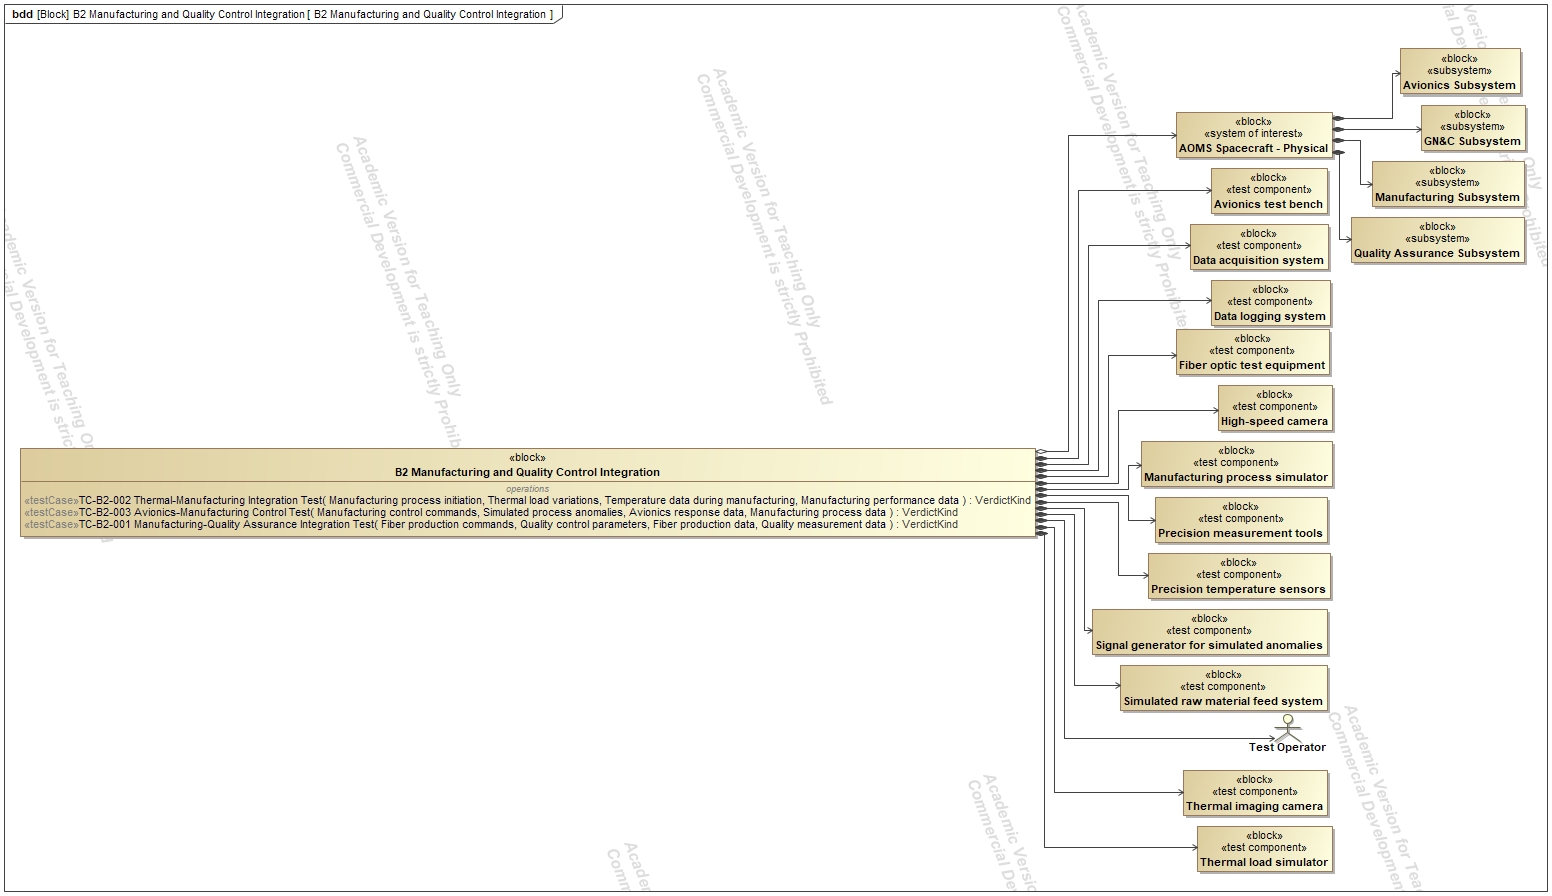 bdd [Block] B2 Manufacturing and Quality Control Integration [ B2 Manufacturing and Quality Control Integration ]
«block»
B2 Manufacturing and Quality Control Integration
operations
«testCase»TC-B2-002 Thermal-Manufacturing Integration Test( Manufacturing process initiation, Thermal load variations, Temperature data during manufacturing, Manufacturing performance data ) : VerdictKind
«testCase»TC-B2-003 Avionics-Manufacturing Control Test( Manufacturing control commands, Simulated process anomalies, Avionics response data, Manufacturing process data ) : VerdictKind
«testCase»TC-B2-001 Manufacturing-Quality Assurance Integration Test( Fiber production commands, Quality control parameters, Fiber production data, Quality measurement data ) : VerdictKind
«block»
«system of interest»
AOMS Spacecraft - Physical
«block»
«subsystem»
Avionics Subsystem
«block»
«subsystem»
GN&C Subsystem
«block»
«subsystem»
Manufacturing Subsystem
«block»
«subsystem»
Quality Assurance Subsystem
«block»
«test component»
Avionics test bench
«block»
«test component»
Data acquisition system
«block»
«test component»
Data logging system
«block»
«test component»
Fiber optic test equipment
«block»
«test component»
High-speed camera
«block»
«test component»
Manufacturing process simulator
«block»
«test component»
Precision measurement tools
«block»
«test component»
Precision temperature sensors
«block»
«test component»
Signal generator for simulated anomalies
«block»
«test component»
Simulated raw material feed system
Test Operator
«block»
«test component»
Thermal imaging camera
«block»
«test component»
Thermal load simulator
Academic Version for Teaching Only
Commercial Development is strictly Prohibited
Academic Version for Teaching Only
Commercial Development is strictly Prohibited